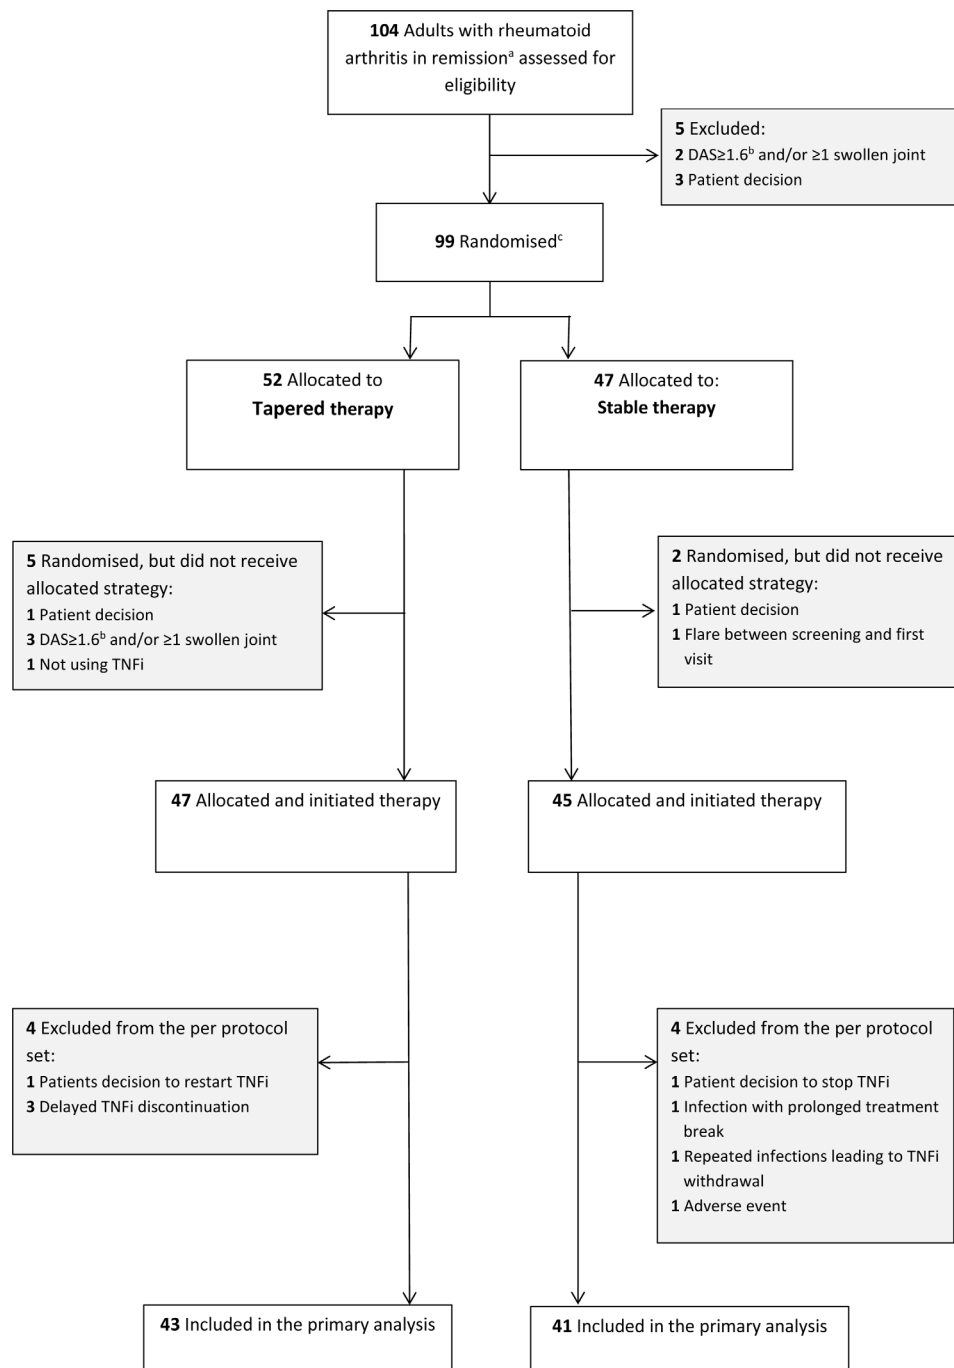 104 Adults with rheumatoid
arthritis in remissionᵃ assessed for
eligibility
5 Excluded:
2 DAS≥1.6ᵇ and/or ≥1 swollen joint
3 Patient decision
99 Randomisedᶜ
52 Allocated to
Tapered therapy
47 Allocated to:
Stable therapy
5 Randomised, but did not receive
allocated strategy:
1 Patient decision
3 DAS≥1.6ᵇ and/or ≥1 swollen joint
1 Not using TNFi
2 Randomised, but did not receive
allocated strategy:
1 Patient decision
1 Flare between screening and first
visit
47 Allocated and initiated therapy
45 Allocated and initiated therapy
4 Excluded from the per protocol
set:
1 Patients decision to restart TNFi
3 Delayed TNFi discontinuation
4 Excluded from the per protocol
set:
1 Patient decision to stop TNFi
1 Infection with prolonged treatment
break
1 Repeated infections leading to TNFi
withdrawal
1 Adverse event
43 Included in the primary analysis
41 Included in the primary analysis